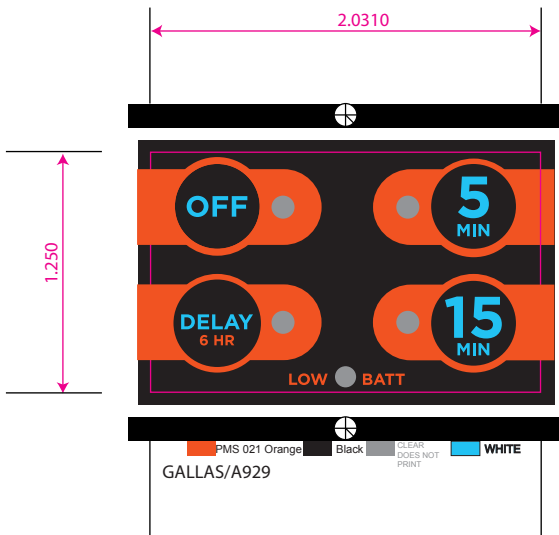 2.0310
1.250
OFF
5
MIN
DELAY
6 HR
15
MIN
LOW BATT
PMS 021 Orange
Black
CLEAR
DOES NOT
PRINT
WHITE
GALLAS/A929